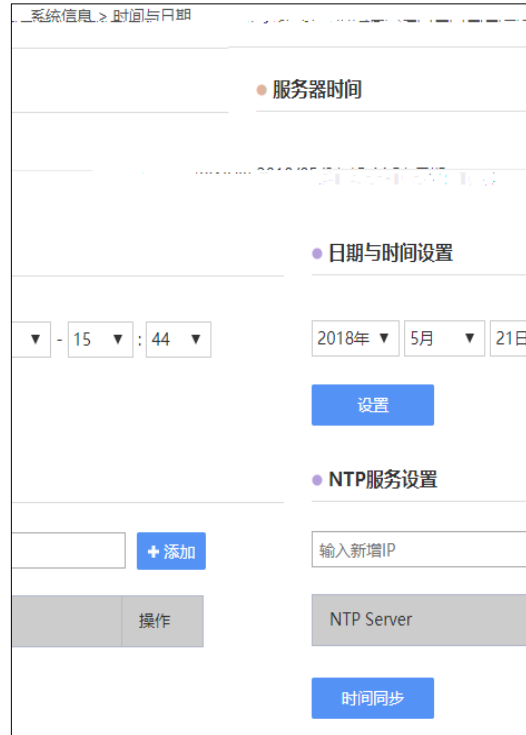 系统信息 > 时间与日期
服务器时间
日期与时间设置
▼ - 15 ▼ : 44 ▼
2018年 ▼ 5月 ▼ 21日
设置
NTP服务设置
+添加
输入新增IP
操作
NTP Server
时间同步